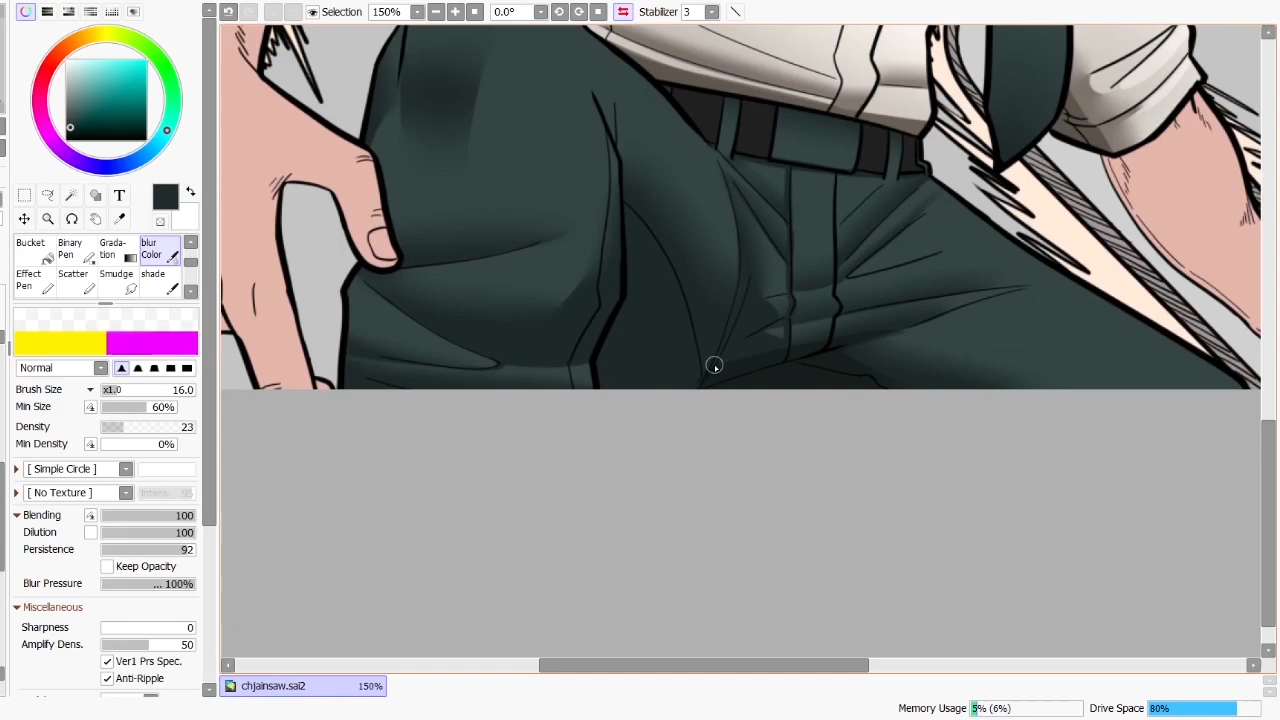 Selection 150% 0.0° Stabilizer 3
T
Bucket Binary Pen Grada-tion blur Color
Effect Pen Scatter Smudge shade
Normal
Brush Size x1.0 16.0
Min Size 60%
Density 23
Min Density 0%
[ Simple Circle ]
[ No Texture ] Intens. 95
Blending 100
Dilution 100
Persistence 92
Keep Opacity
Blur Pressure ... 100%
Miscellaneous
Sharpness 0
Amplify Dens. 50
Ver1 Prs Spec.
Anti-Ripple
chjainsaw.sai2 150%
Memory Usage 5% (6%) Drive Space 80%